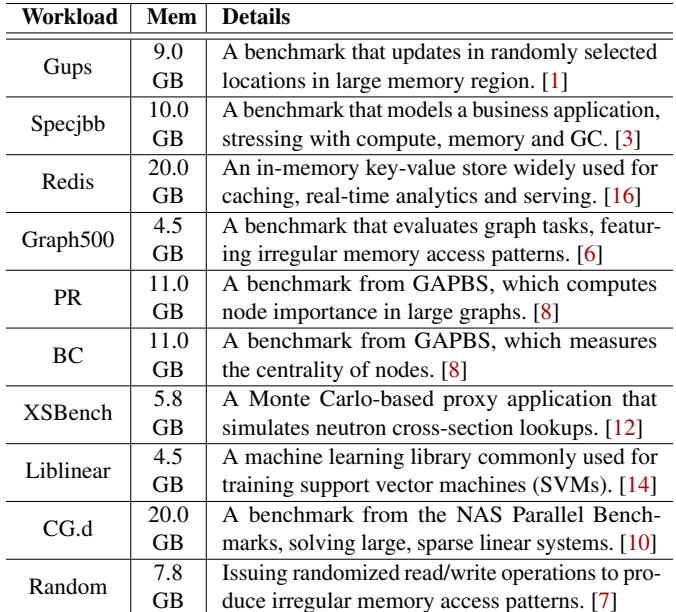 Workload Mem Details
Gups 9.0 GB A benchmark that updates in randomly selected
locations in large memory region. [1]
Specjbb 10.0 GB A benchmark that models a business application,
stressing with compute, memory and GC. [3]
Redis 20.0 GB An in-memory key-value store widely used for
caching, real-time analytics and serving. [16]
Graph500 4.5 GB A benchmark that evaluates graph tasks, featur-
ing irregular memory access patterns. [6]
PR 11.0 GB A benchmark from GAPBS, which computes
node importance in large graphs. [8]
BC 11.0 GB A benchmark from GAPBS, which measures
the centrality of nodes. [8]
XSBench 5.8 GB A Monte Carlo-based proxy application that
simulates neutron cross-section lookups. [12]
Liblinear 4.5 GB A machine learning library commonly used for
training support vector machines (SVMs). [14]
CG.d 20.0 GB A benchmark from the NAS Parallel Bench-
marks, solving large, sparse linear systems. [10]
Random 7.8 GB Issuing randomized read/write operations to pro-
duce irregular memory access patterns. [7]